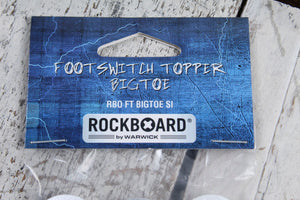 FOOTSWITCH TOPPER
BIGTOE
RBO FT BIGTOE SI
ROCKBOARD®
by WARWICK